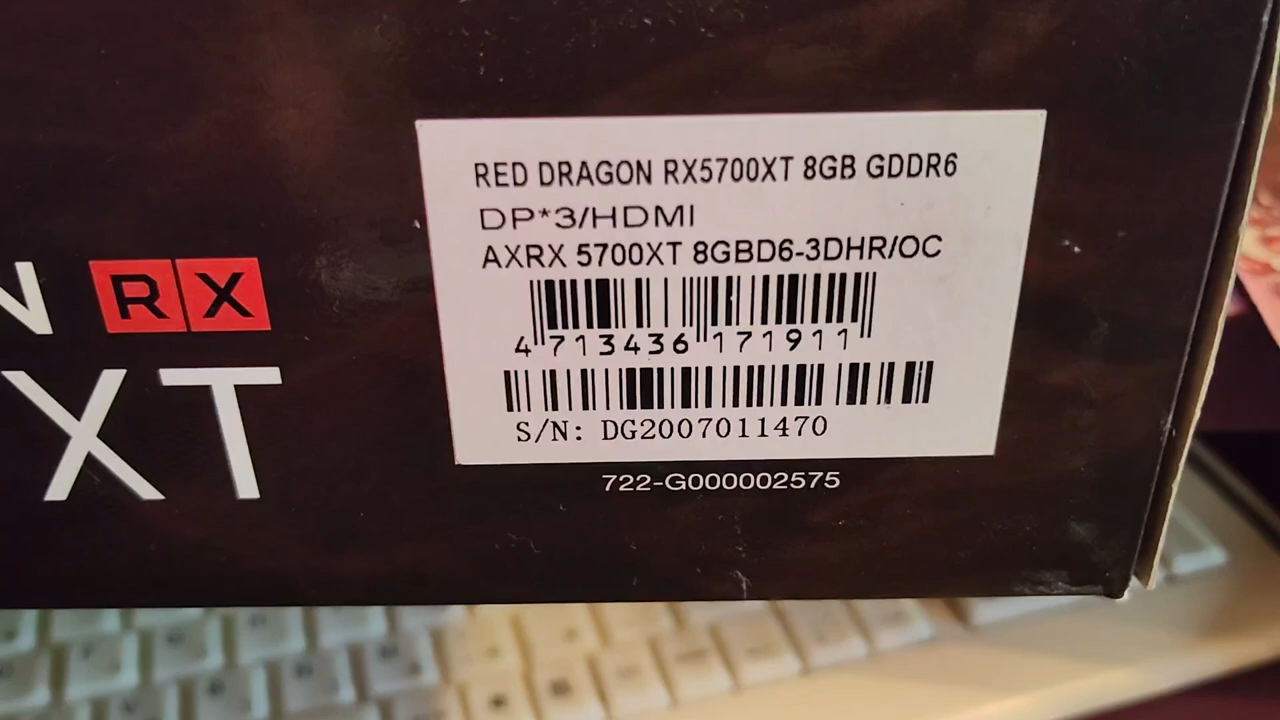 RED DRAGON RX5700XT 8GB GDDR6
DP*3/HDMI
AXRX 5700XT 8GBD6-3DHR/OC
4 713436 171911
S/N: DG2007011470
722-G000002575
N RX
XT